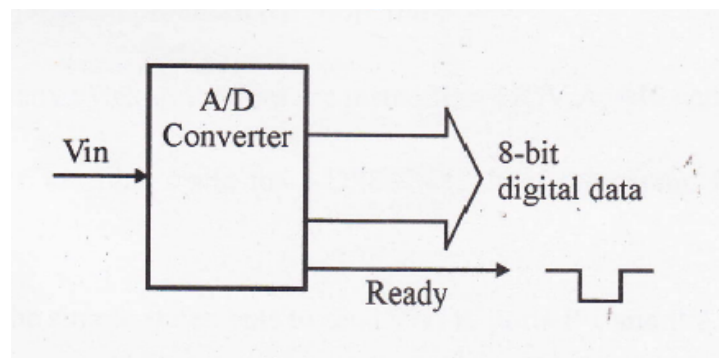 A/D
Converter
Vin
8-bit
digital data
Ready